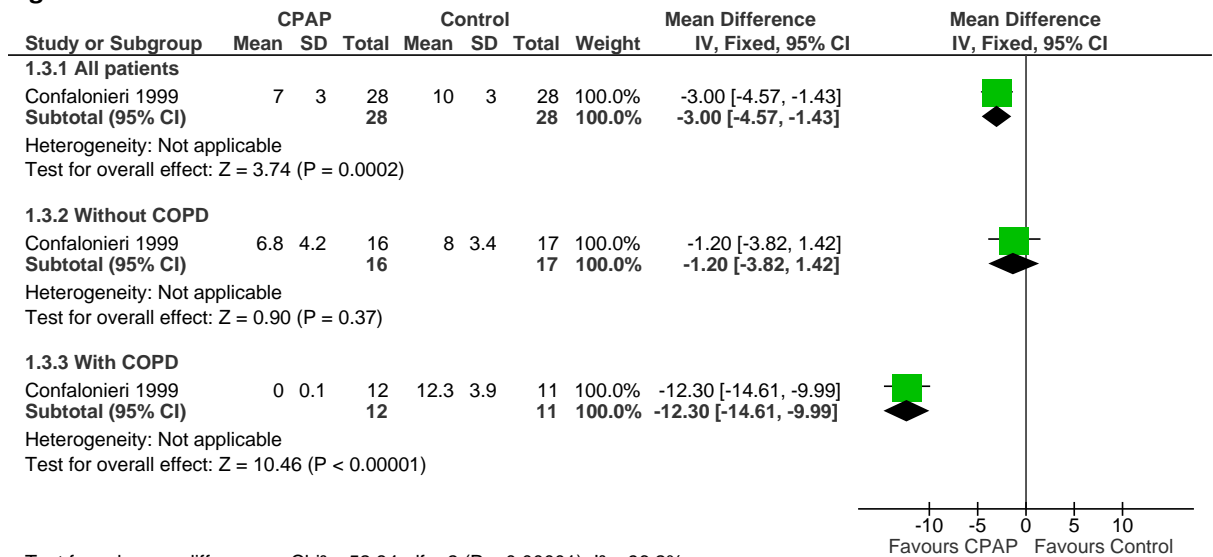 CPAP Control Mean Difference Mean Difference
Study or Subgroup Mean SD Total Mean SD Total Weight IV, Fixed, 95% CI IV, Fixed, 95% CI
1.3.1 All patients
Confalonieri 1999 7 3 28 10 3 28 100.0% -3.00 [-4.57, -1.43]
Subtotal (95% CI) 28 28 100.0% -3.00 [-4.57, -1.43]
Heterogeneity: Not applicable
Test for overall effect: Z = 3.74 (P = 0.0002)
1.3.2 Without COPD
Confalonieri 1999 6.8 4.2 16 8 3.4 17 100.0% -1.20 [-3.82, 1.42]
Subtotal (95% CI) 16 17 100.0% -1.20 [-3.82, 1.42]
Heterogeneity: Not applicable
Test for overall effect: Z = 0.90 (P = 0.37)
1.3.3 With COPD
Confalonieri 1999 0 0.1 12 12.3 3.9 11 100.0% -12.30 [-14.61, -9.99]
Subtotal (95% CI) 12 11 100.0% -12.30 [-14.61, -9.99]
Heterogeneity: Not applicable
Test for overall effect: Z = 10.46 (P < 0.00001)
-10 -5 0 5 10
Favours CPAP Favours Control